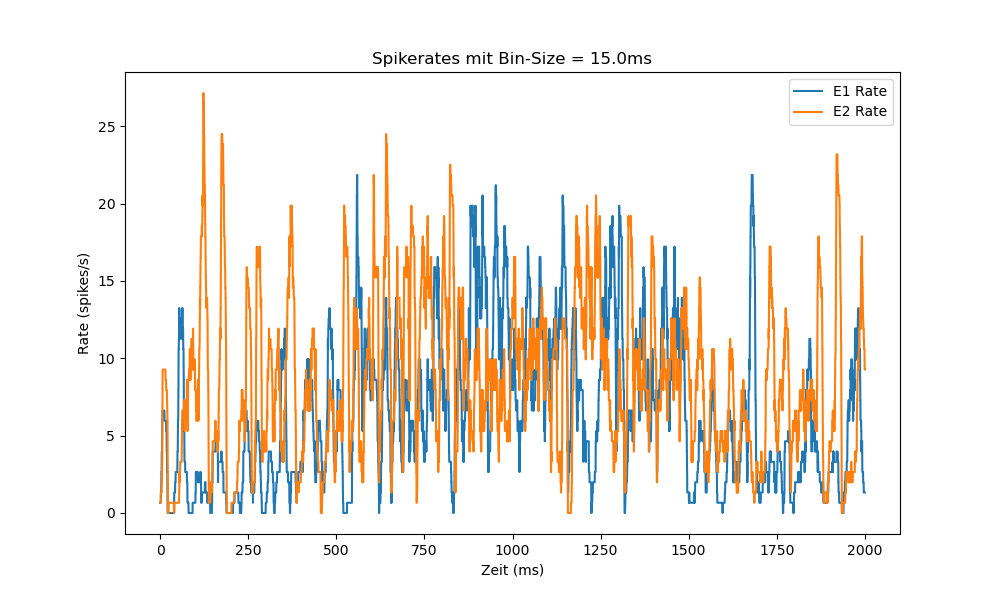 Spikerates mit Bin-Size = 15.0ms
E1 Rate
E2 Rate
Rate (spikes/s)
25
20
15
10
5
0
0 250 500 750 1000 1250 1500 1750 2000
Zeit (ms)